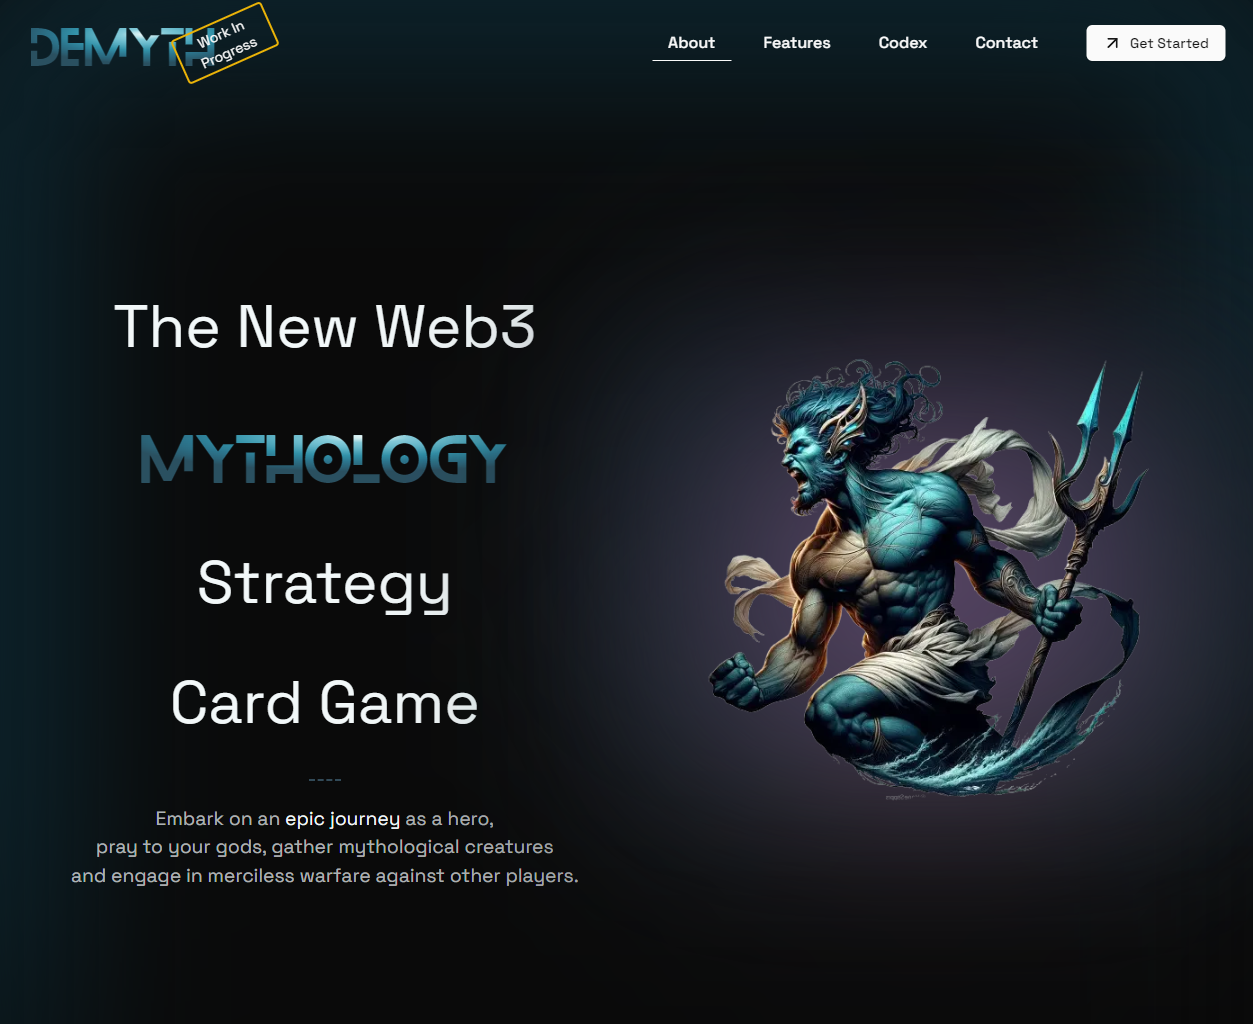 DEMYTH
Work In
Progress
About
Features
Codex
Contact
Get Started
The New Web3
MYTHOLOGY
Strategy
Card Game
Embark on an epic journey as a hero,
pray to your gods, gather mythological creatures
and engage in merciless warfare against other players.